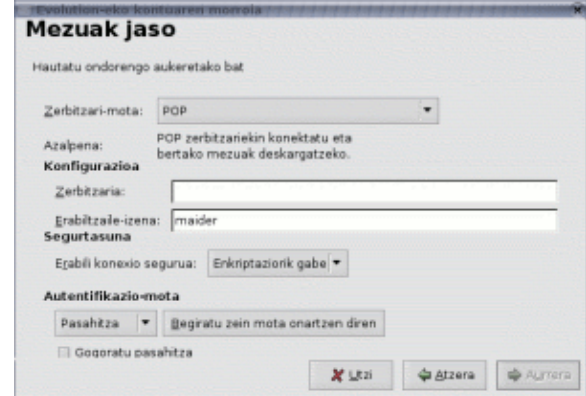 Evolution-eko kontuaren morroia
Mezuak jaso
Hautatu ondorengo aukeretako bat
Zerbitzari-mota: POP
Azalpena: POP zerbitzariekin konektatu eta
bertako mezuak deskargatzeko.
Konfigurazioa
Zerbitzaria:
Erabiltzaile-izena: maider
Segurtasuna
Erabili konexio segurua: Enkriptaziorik gabe
Autentifikazio-mota
Pasahitza Begiratu zein mota onartzen diren
Gogoratu pasahitza
Utzi Atzera Aurrera